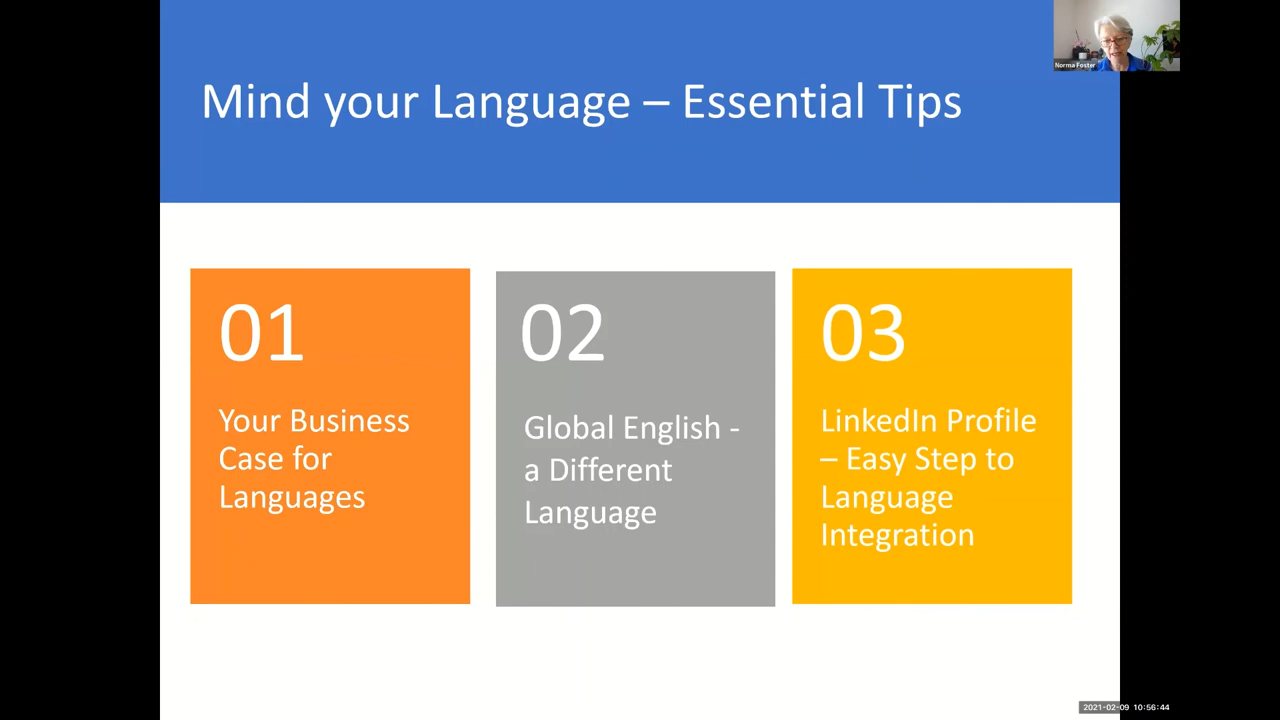 Mind your Language – Essential Tips
Norma Foster
01
Your Business
Case for
Languages
02
Global English -
a Different
Language
03
LinkedIn Profile
– Easy Step to
Language
Integration
2021-02-09 10:56:44